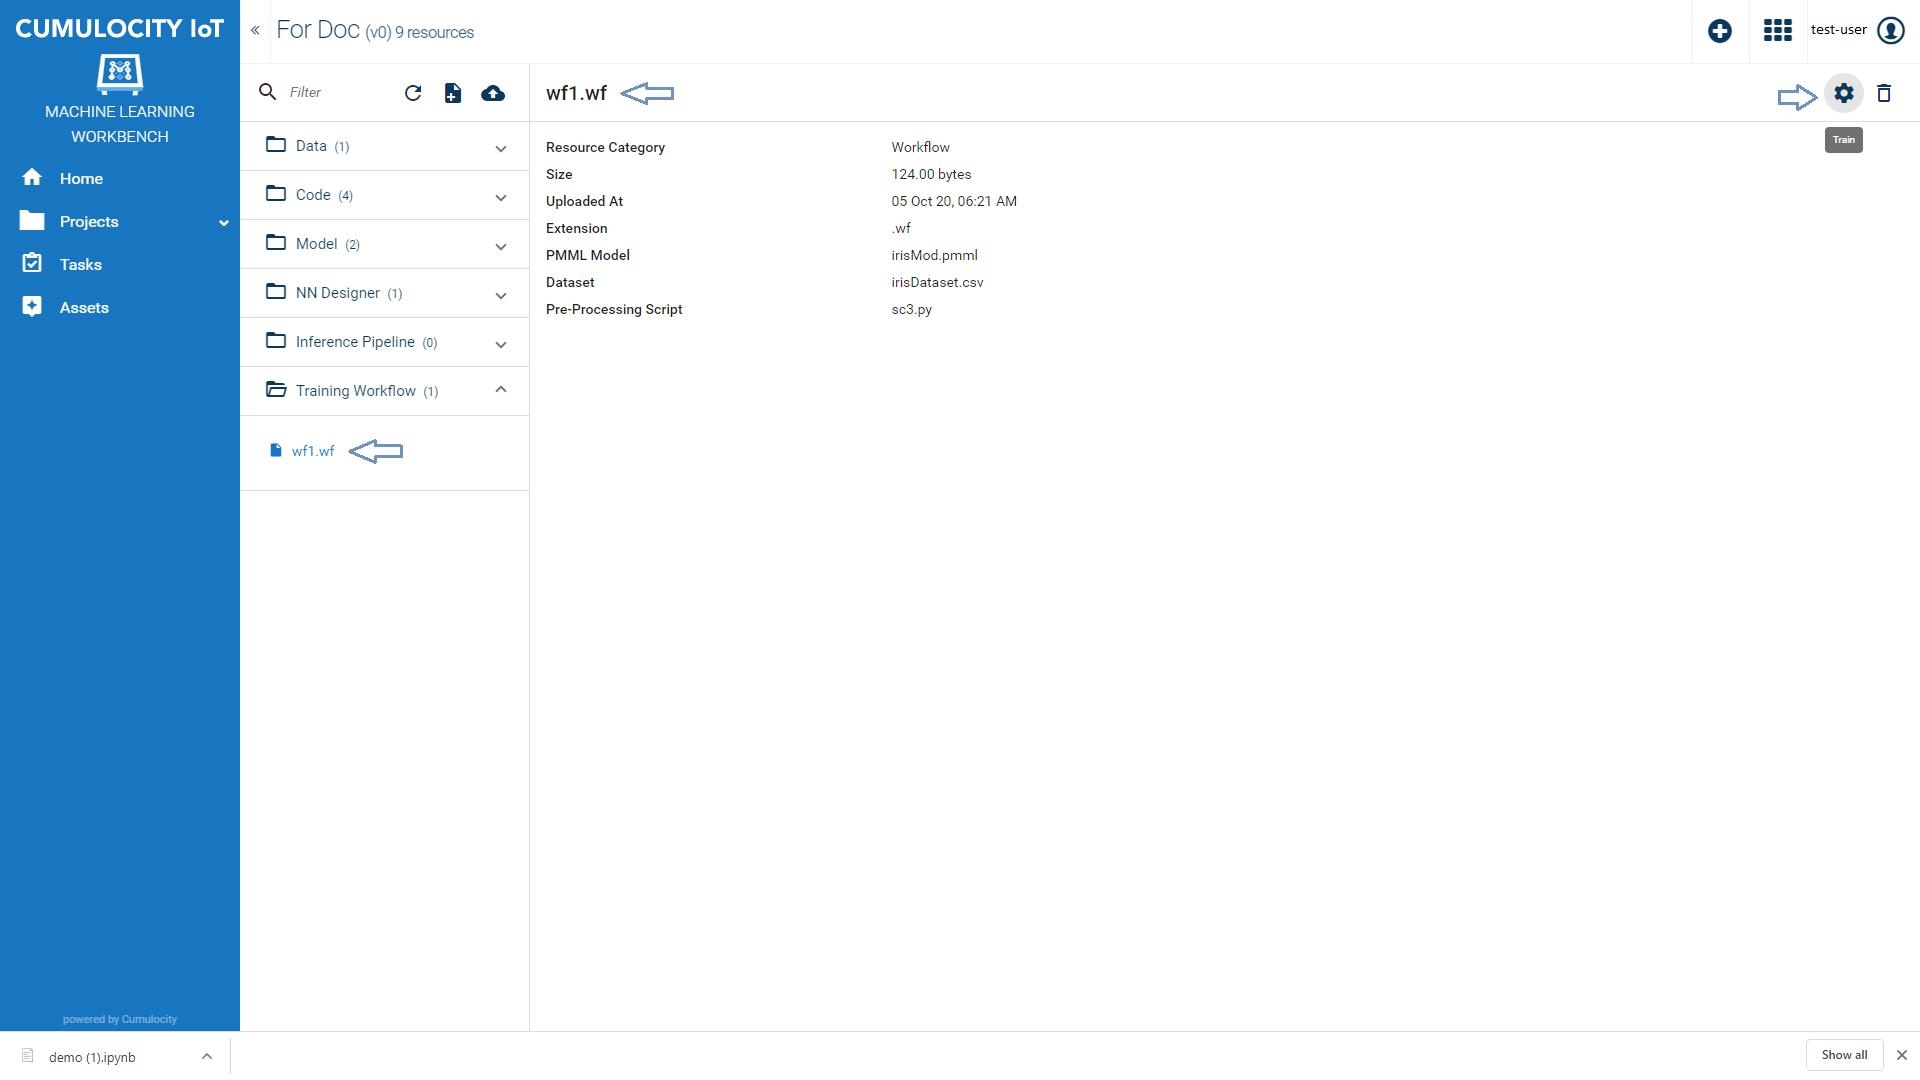 CUMULOCITY IoT
MACHINE LEARNING
WORKBENCH
Home
Projects
Tasks
Assets
powered by Cumulocity
« For Doc (v0) 9 resources
test-user
Filter
Data (1)
Code (4)
Model (2)
NN Designer (1)
Inference Pipeline (0)
Training Workflow (1)
wf1.wf
wf1.wf
Train
Resource Category Workflow
Size 124.00 bytes
Uploaded At 05 Oct 20, 06:21 AM
Extension .wf
PMML Model irisMod.pmml
Dataset irisDataset.csv
Pre-Processing Script sc3.py
demo (1).ipynb
Show all